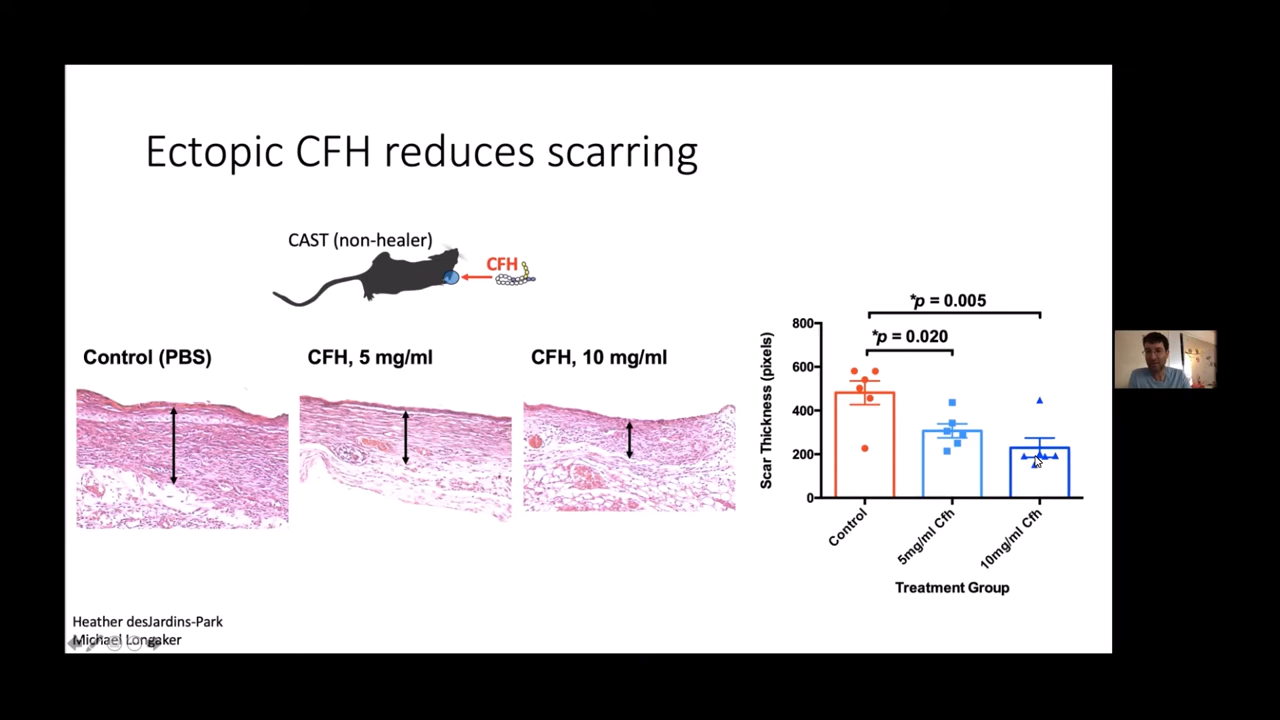 Ectopic CFH reduces scarring
CAST (non-healer)
CFH
Control (PBS)
CFH, 5 mg/ml
CFH, 10 mg/ml
*p = 0.005
*p = 0.020
Scar Thickness (pixels)
800
600
400
200
0
Control
5mg/ml Cfh
10mg/ml Cfh
Treatment Group
Heather desJardins-Park
Michael Longaker